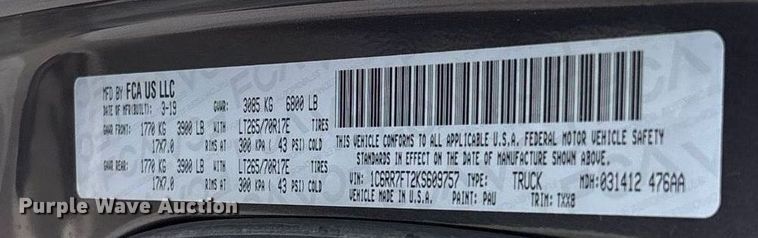 MFD BY FCA US LLC
DATE OF MFR(BUILT): 3-19 GVWR: 3085 KG 6800 LB
GAWR FRONT: 1770 KG 3900 LB WITH LT265/70R17E TIRES
17X7.0 RIMS AT 300 KPA ( 43 PSI) COLD
GAWR REAR: 1770 KG 3900 LB WITH LT265/70R17E TIRES
17X7.0 RIMS AT 300 KPA ( 43 PSI) COLD
THIS VEHICLE CONFORMS TO ALL APPLICABLE U.S.A. FEDERAL MOTOR VEHICLE SAFETY
STANDARDS IN EFFECT ON THE DATE OF MANUFACTURE SHOWN ABOVE.
VIN: 1C6RR7FT2KS609757 TYPE: TRUCK MDH: 031412 476AA
VEHICLE MADE IN U.S.A. PAINT: PAU TRIM: TXX8
Purple Wave Auction